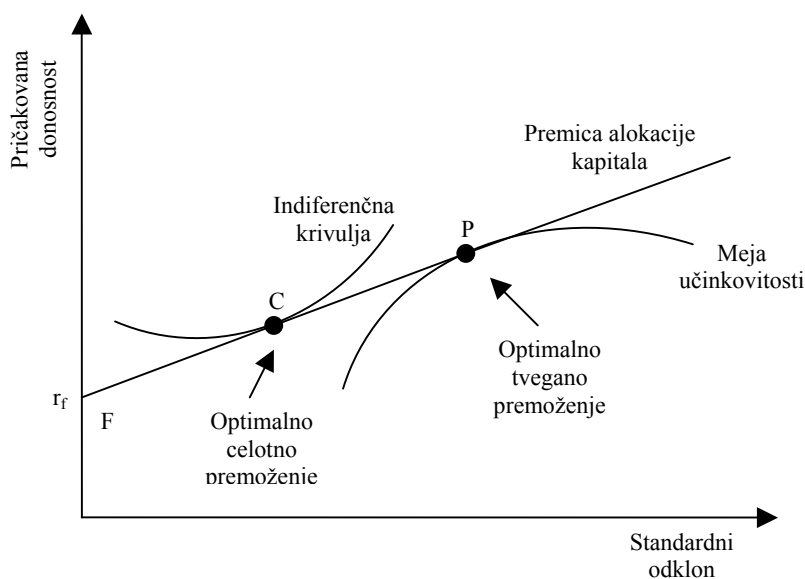 Pričakovana
donosnost
Premica alokacije
kapitala
Indiferenčna
krivulja
P
Meja
učinkovitosti
C
Optimalno
tvegano
premoženje
rf
F
Optimalno
celotno
premoženje
Standardni
odklon